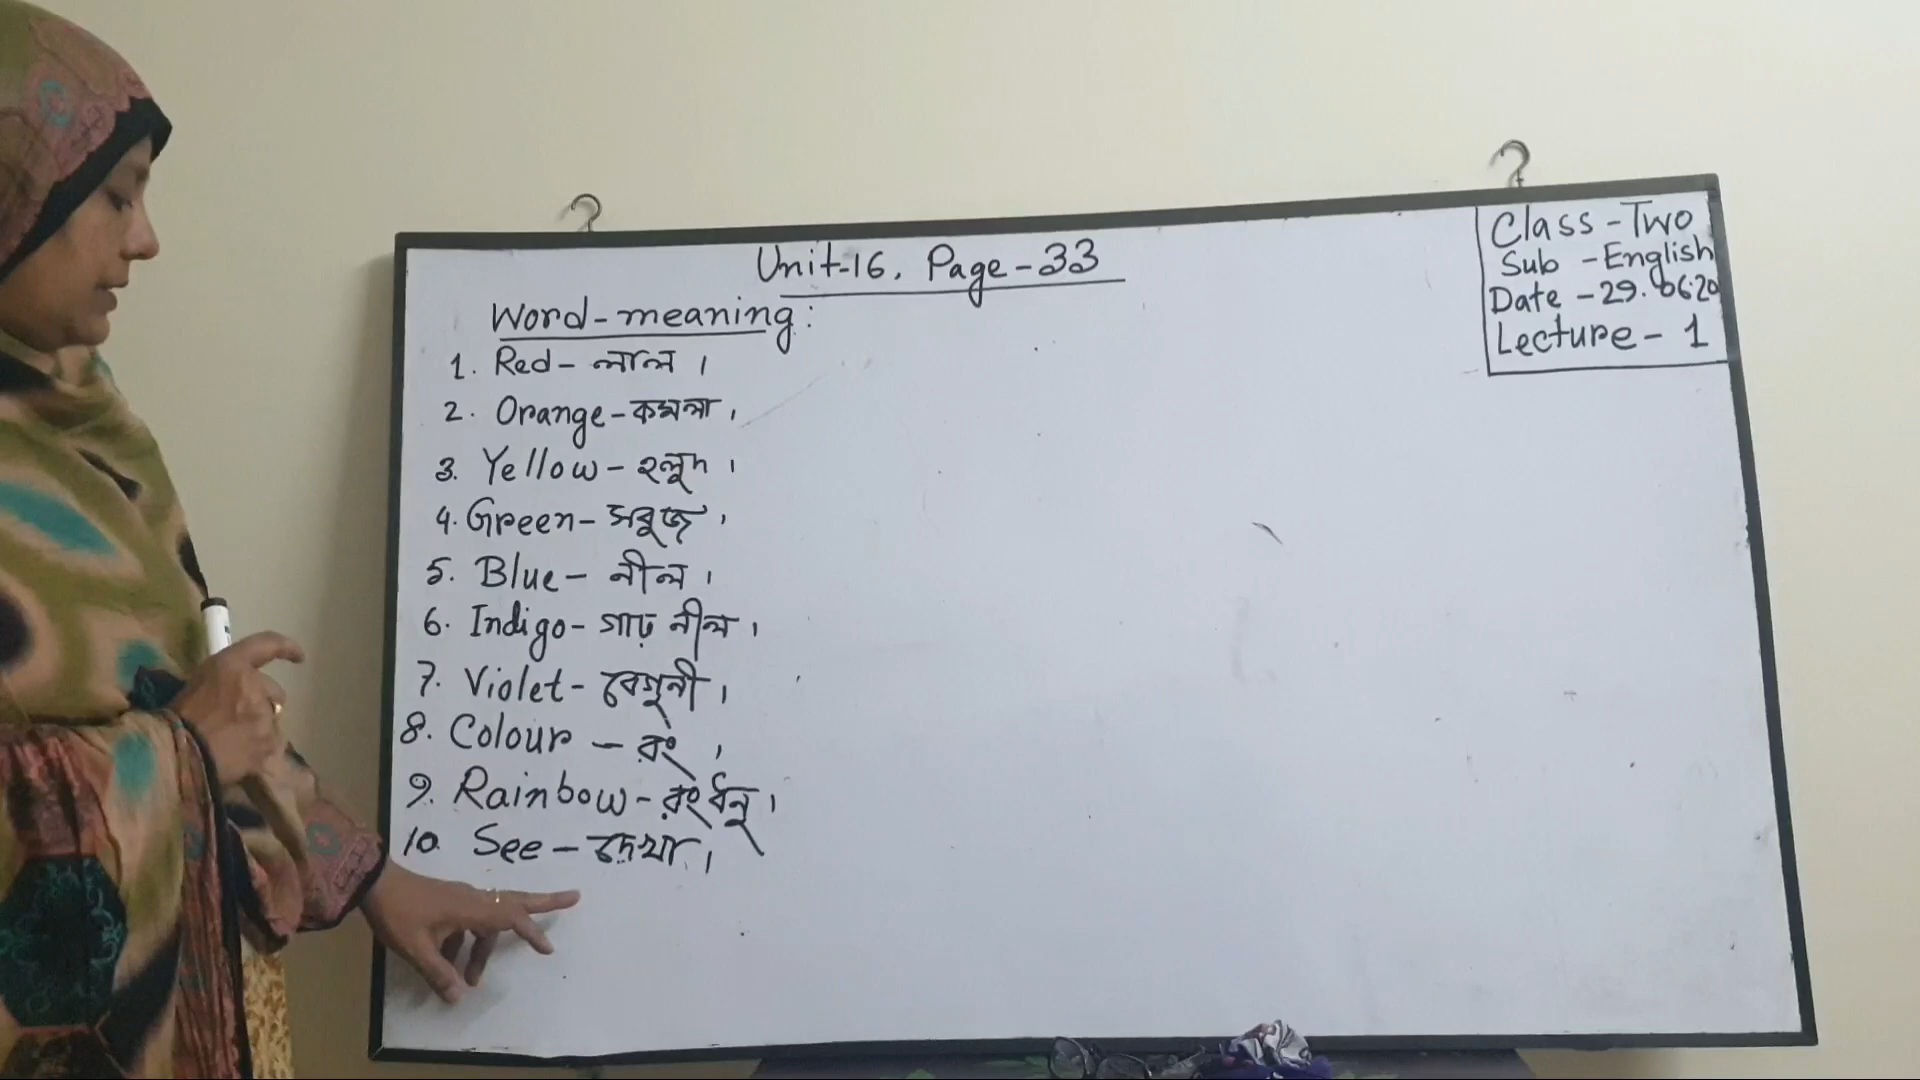 Unit-16, Page-33
Class-Two
Sub -English
Date -29.06.20
Lecture-1
Word-meaning:
1. Red- লাল।
2. Orange-কমলা।
3. Yellow-হলুদ।
4. Green-সবুজ।
5. Blue- নীল।
6. Indigo-গাঢ় নীল।
7. Violet-বেগুনী।
8. Colour - রং।
9. Rainbow-রংধনু।
10. See-দেখা।